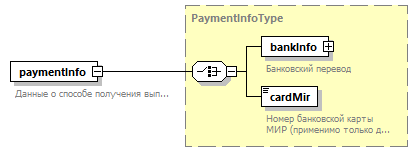 PaymentInfoType
bankInfo
Банковский перевод
paymentInfo
Данные о способе получения вып...
cardMir
Номер банковской карты
МИР (применимо только д...